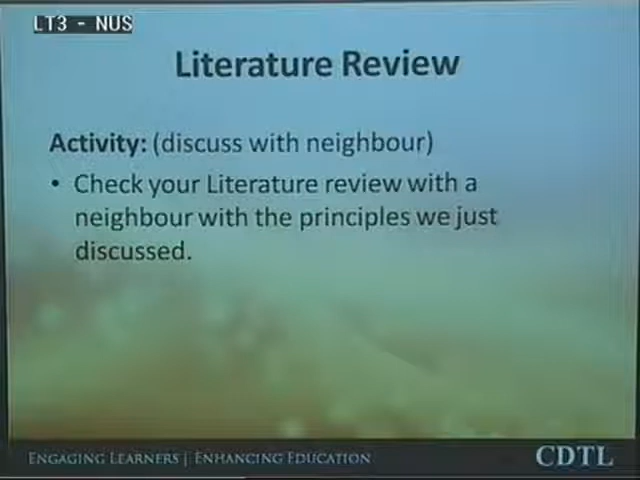 LT3 - NUS
Literature Review
Activity: (discuss with neighbour)
• Check your Literature review with a
neighbour with the principles we just
discussed.
ENGAGING LEARNERS | ENHANCING EDUCATION
CDTL